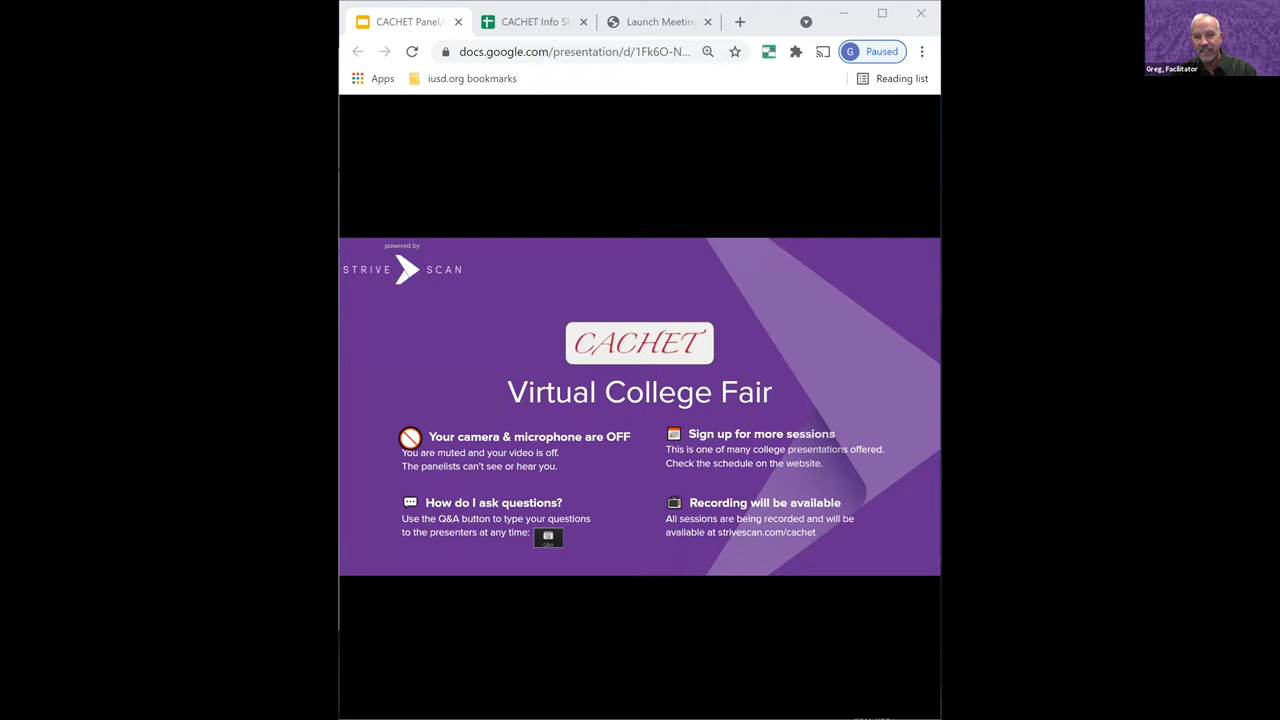 CACHET Panel/
CACHET Info Sh
Launch Meeting
docs.google.com/presentation/d/1Fk6O-N...
G Paused
Apps
iusd.org bookmarks
Reading list
Greg, Facilitator
powered by
STRIVE SCAN
CACHET
Virtual College Fair
Your camera & microphone are OFF
You are muted and your video is off.
The panelists can't see or hear you.
Sign up for more sessions
This is one of many college presentations offered.
Check the schedule on the website.
How do I ask questions?
Use the Q&A button to type your questions
to the presenters at any time:
Recording will be available
All sessions are being recorded and will be
available at strivescan.com/cachet